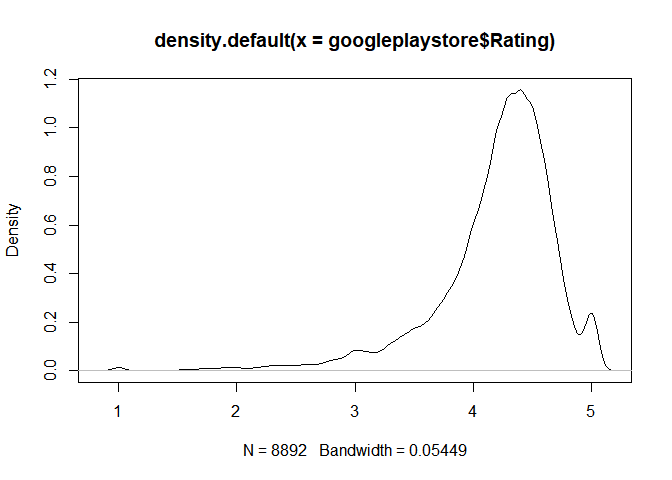 density.default(x = googleplaystore$Rating)
Density
0.0
0.2
0.4
0.6
0.8
1.0
1.2
1 2 3 4 5
N = 8892 Bandwidth = 0.05449